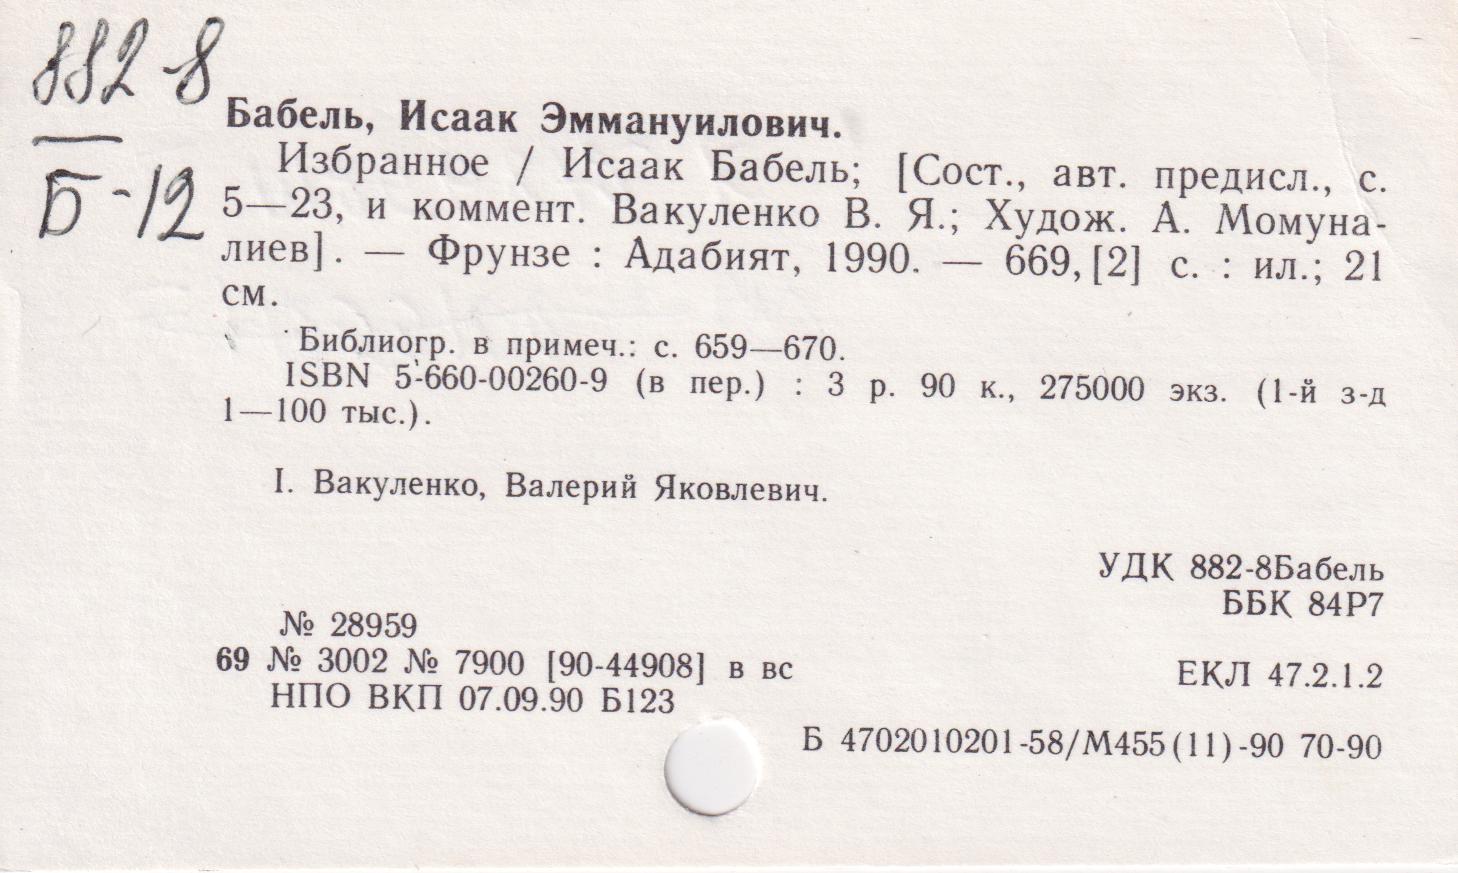 882-8
Б-12
Бабель, Исаак Эммануилович.
Избранное / Исаак Бабель; [Сост., авт. предисл., с.
5—23, и коммент. Вакуленко В. Я.; Худож. А. Момуна-
лиев]. — Фрунзе : Адабият, 1990. — 669, [2] с. : ил.; 21
см.
Библиогр. в примеч.: с. 659—670.
ISBN 5-660-00260-9 (в пер.) : 3 р. 90 к., 275000 экз. (1-й з-д
1—100 тыс.).
I. Вакуленко, Валерий Яковлевич.
УДК 882-8Бабель
ББК 84Р7
№ 28959
69 № 3002 № 7900 [90-44908] в вс
ЕКЛ 47.2.1.2
НПО ВКП 07.09.90 Б123
Б 4702010201-58/М455(11)-90 70-90